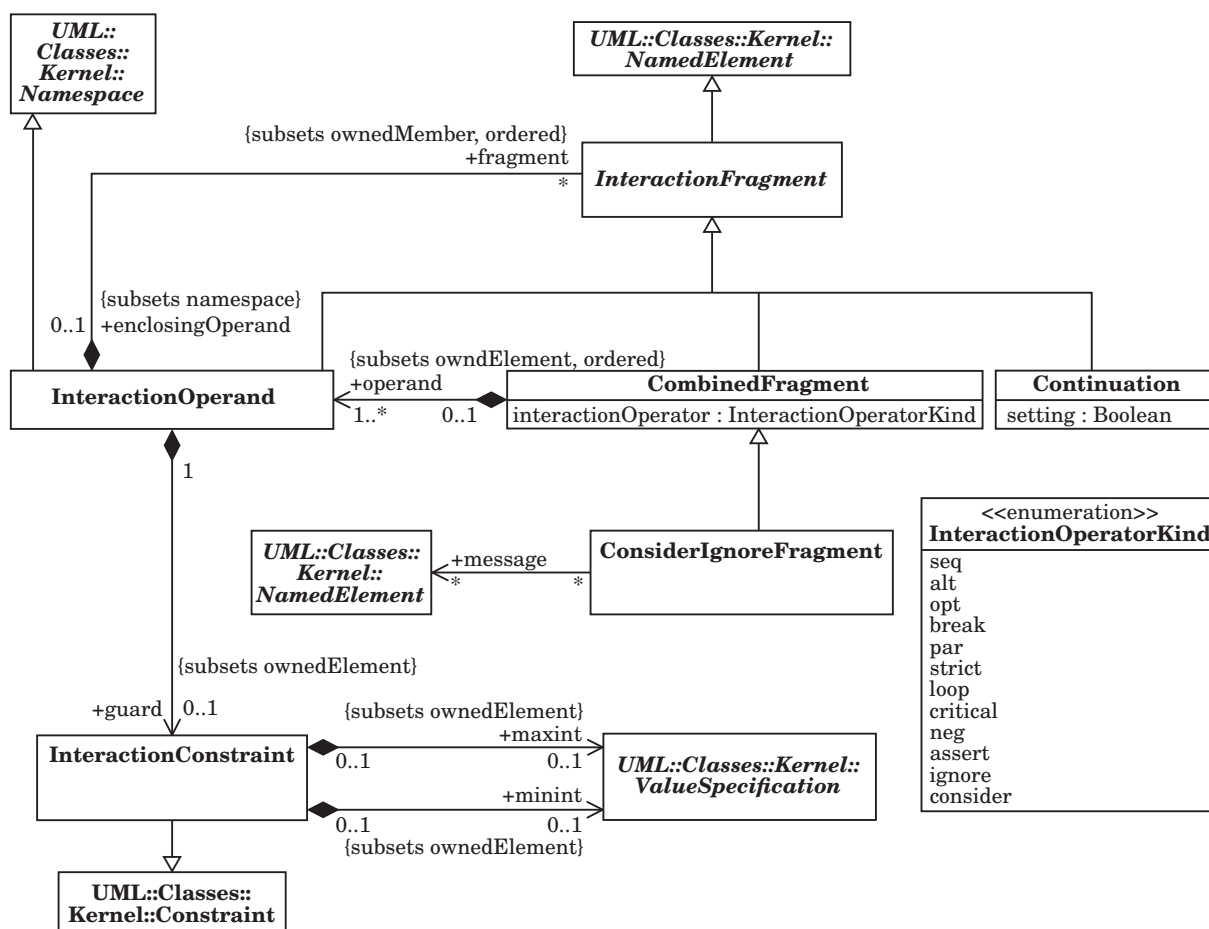 UML::
Classes::
Kernel::
Namespace
UML::Classes::Kernel::
NamedElement
{subsets ownedMember, ordered}
+fragment
*
InteractionFragment
{subsets namespace}
0..1
+enclosingOperand
{subsets owndElement, ordered}
+operand
1..*
0..1
InteractionOperand
CombinedFragment
interactionOperator : InteractionOperatorKind
Continuation
setting : Boolean
1
<<enumeration>>
InteractionOperatorKind
seq
alt
opt
break
par
strict
loop
critical
neg
assert
ignore
consider
UML::Classes::
Kernel::
NamedElement
+message
*
*
ConsiderIgnoreFragment
{subsets ownedElement}
+guard
0..1
InteractionConstraint
{subsets ownedElement}
+maxint
0..1
0..1
+minint
0..1
0..1
{subsets ownedElement}
UML::Classes::Kernel::
ValueSpecification
UML::Classes::
Kernel::Constraint